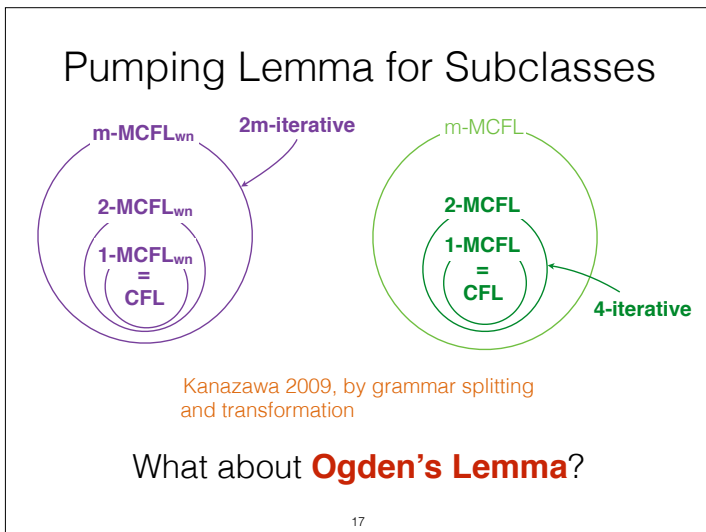 Pumping Lemma for Subclasses
m-MCFLwn
2m-iterative
2-MCFLwn
1-MCFLwn
=
CFL
m-MCFL
2-MCFL
1-MCFL
=
CFL
4-iterative
Kanazawa 2009, by grammar splitting
and transformation
What about Ogden's Lemma?
17